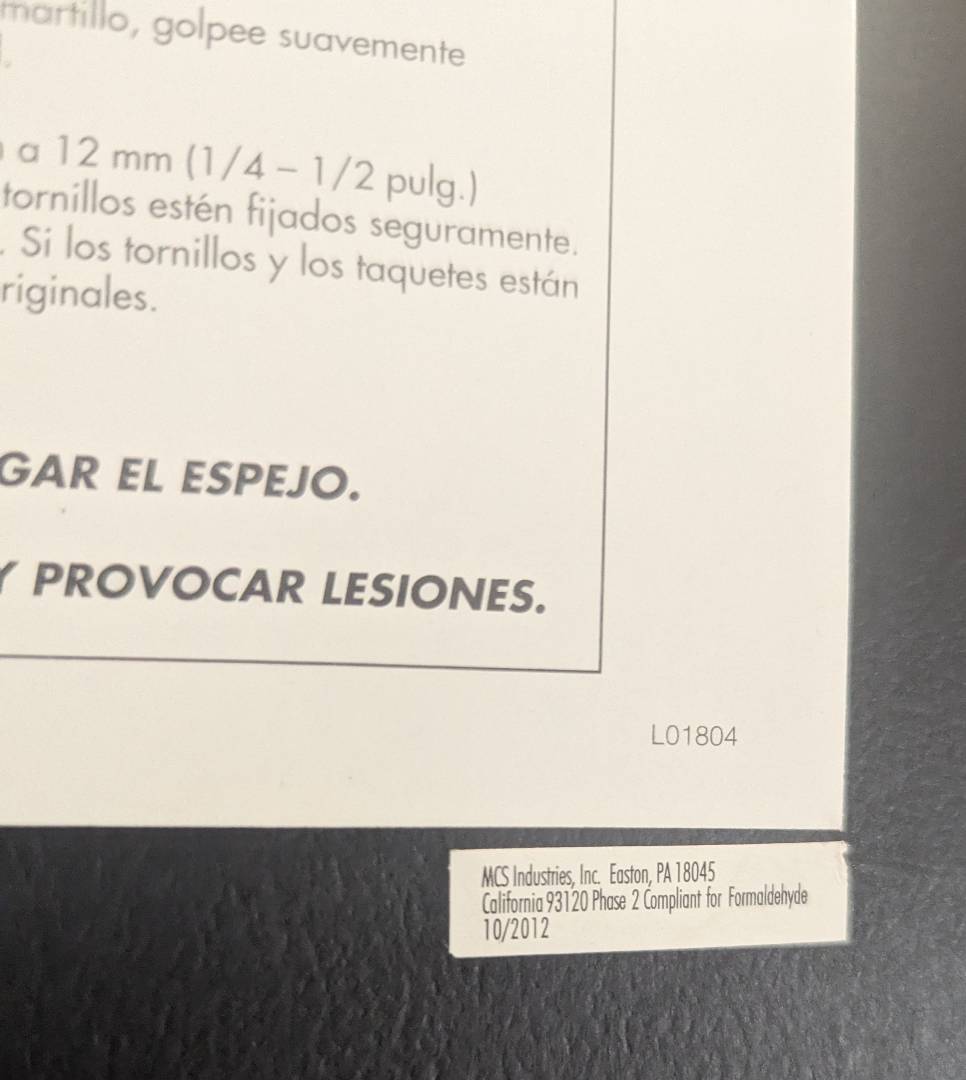 martillo, golpee suavemente
a 12 mm (1/4 – 1/2 pulg.)
tornillos estén fijados seguramente.
. Si los tornillos y los taquetes están
riginales.
GAR EL ESPEJO.
Y PROVOCAR LESIONES.
L01804
MCS Industries, Inc. Easton, PA 18045
California 93120 Phase 2 Compliant for Formaldehyde
10/2012